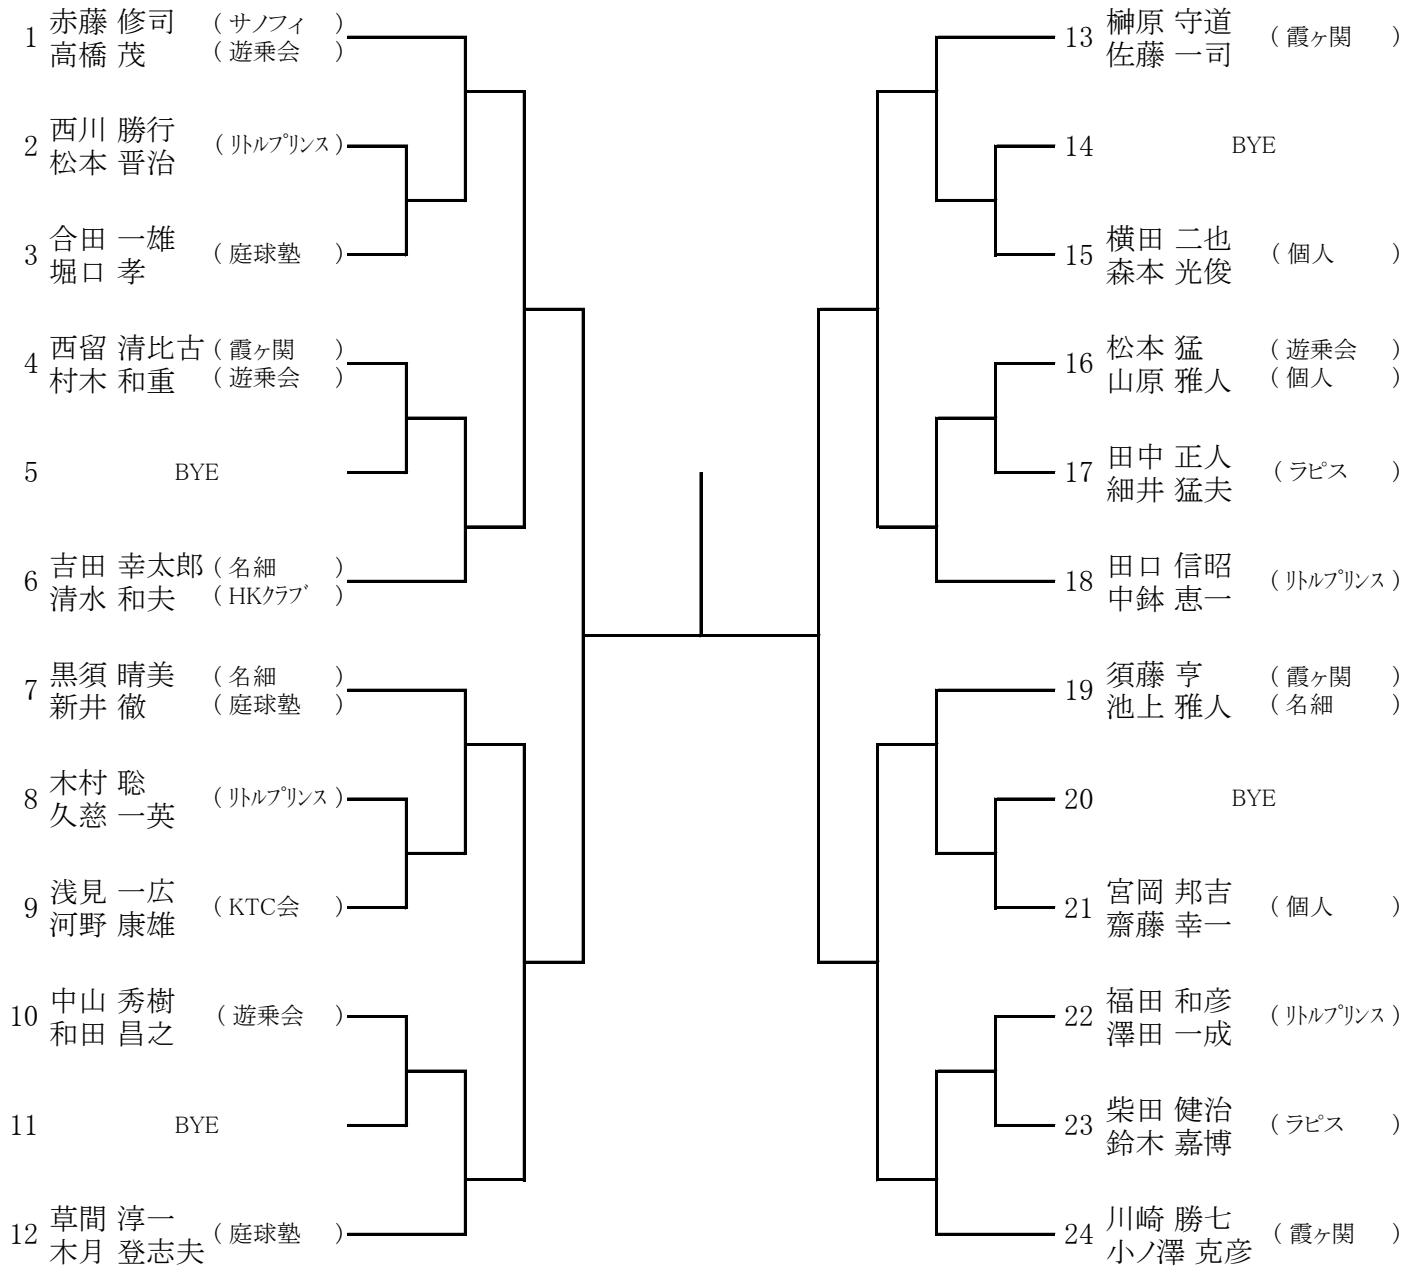 1 赤藤 修司 ( サノフィ )
高橋 茂 ( 遊乗会 )
2 西川 勝行 ( ﾘﾄﾙﾌﾟﾘﾝｽ )
松本 晋治
3 合田 一雄 ( 庭球塾 )
堀口 孝
4 西留 清比古 ( 霞ヶ関 )
村木 和重 ( 遊乗会 )
5 BYE
6 吉田 幸太郎 ( 名細 )
清水 和夫 ( HKｸﾗﾌﾞ )
7 黒須 晴美 ( 名細 )
新井 徹 ( 庭球塾 )
8 木村 聡 ( ﾘﾄﾙﾌﾟﾘﾝｽ )
久慈 一英
9 浅見 一広 ( KTC会 )
河野 康雄
10 中山 秀樹 ( 遊乗会 )
和田 昌之
11 BYE
12 草間 淳一 ( 庭球塾 )
木月 登志夫
13 榊原 守道 ( 霞ヶ関 )
佐藤 一司
14 BYE
15 横田 二也 ( 個人 )
森本 光俊
16 松本 猛 ( 遊乗会 )
山原 雅人 ( 個人 )
17 田中 正人 ( ラピス )
細井 猛夫
18 田口 信昭 ( ﾘﾄﾙﾌﾟﾘﾝｽ )
中鉢 恵一
19 須藤 亨 ( 霞ヶ関 )
池上 雅人 ( 名細 )
20 BYE
21 宮岡 邦吉 ( 個人 )
齋藤 幸一
22 福田 和彦 ( ﾘﾄﾙﾌﾟﾘﾝｽ )
澤田 一成
23 柴田 健治 ( ラピス )
鈴木 嘉博
24 川崎 勝七 ( 霞ヶ関 )
小ノ澤 克彦